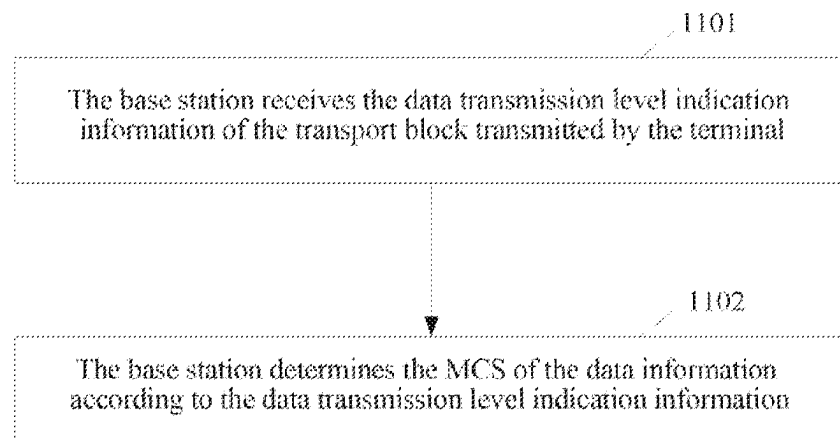 1101
The base station receives the data transmission level indication
information of the transport block transmitted by the terminal
1102
The base station determines the MCS of the data information
according to the data transmission level indication information